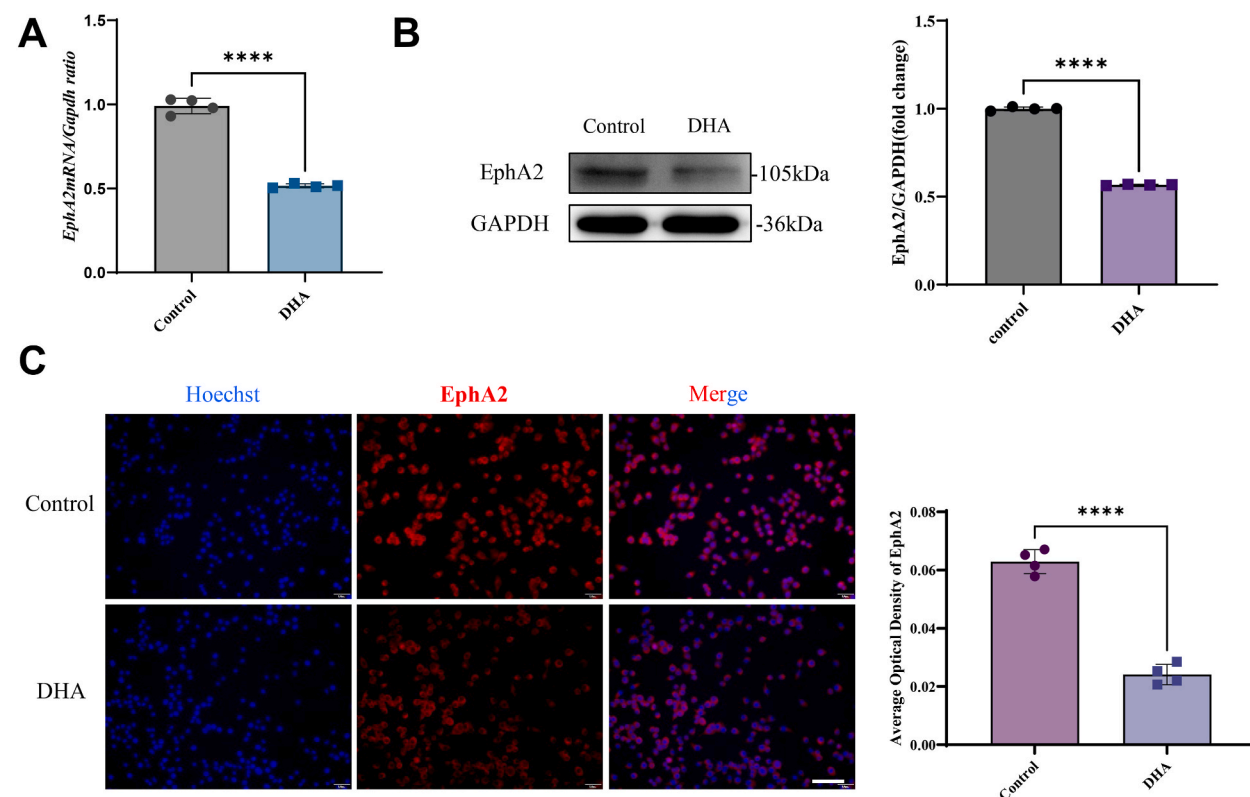 A
EphA2mRNA/Gapdh ratio
1.5
1.0
0.5
0.0
****
Control
DHA
B
Control
DHA
EphA2
-105kDa
GAPDH
-36kDa
EphA2/GAPDH(fold change)
1.5
1.0
0.5
0.0
****
control
DHA
C
Hoechst
EphA2
Merge
Control
DHA
Average Optical Density of EphA2
0.08
0.06
0.04
0.02
0.00
****
Control
DHA